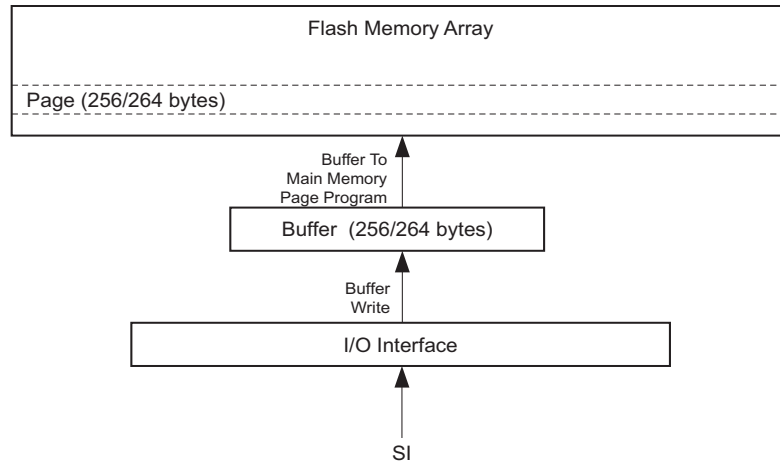 Flash Memory Array
Page (256/264 bytes)
Buffer To
Main Memory
Page Program
Buffer (256/264 bytes)
Buffer
Write
I/O Interface
SI